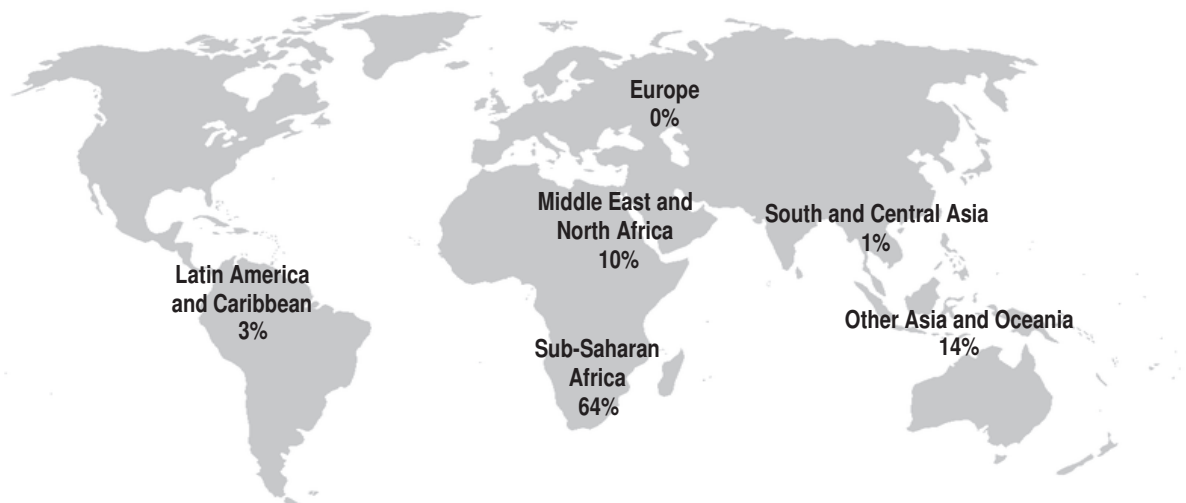 Europe
0%
Middle East and
North Africa
10%
South and Central Asia
1%
Latin America
and Caribbean
3%
Other Asia and Oceania
14%
Sub-Saharan
Africa
64%